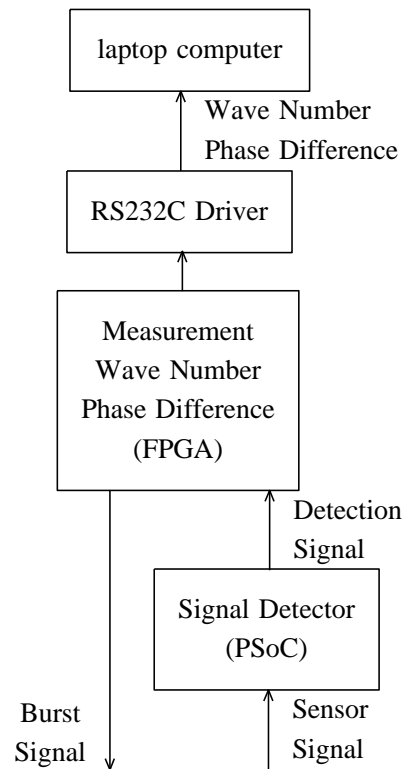 laptop computer
Wave Number
Phase Difference
RS232C Driver
Measurement
Wave Number
Phase Difference
(FPGA)
Detection
Signal
Signal Detector
(PSoC)
Burst
Signal
Sensor
Signal